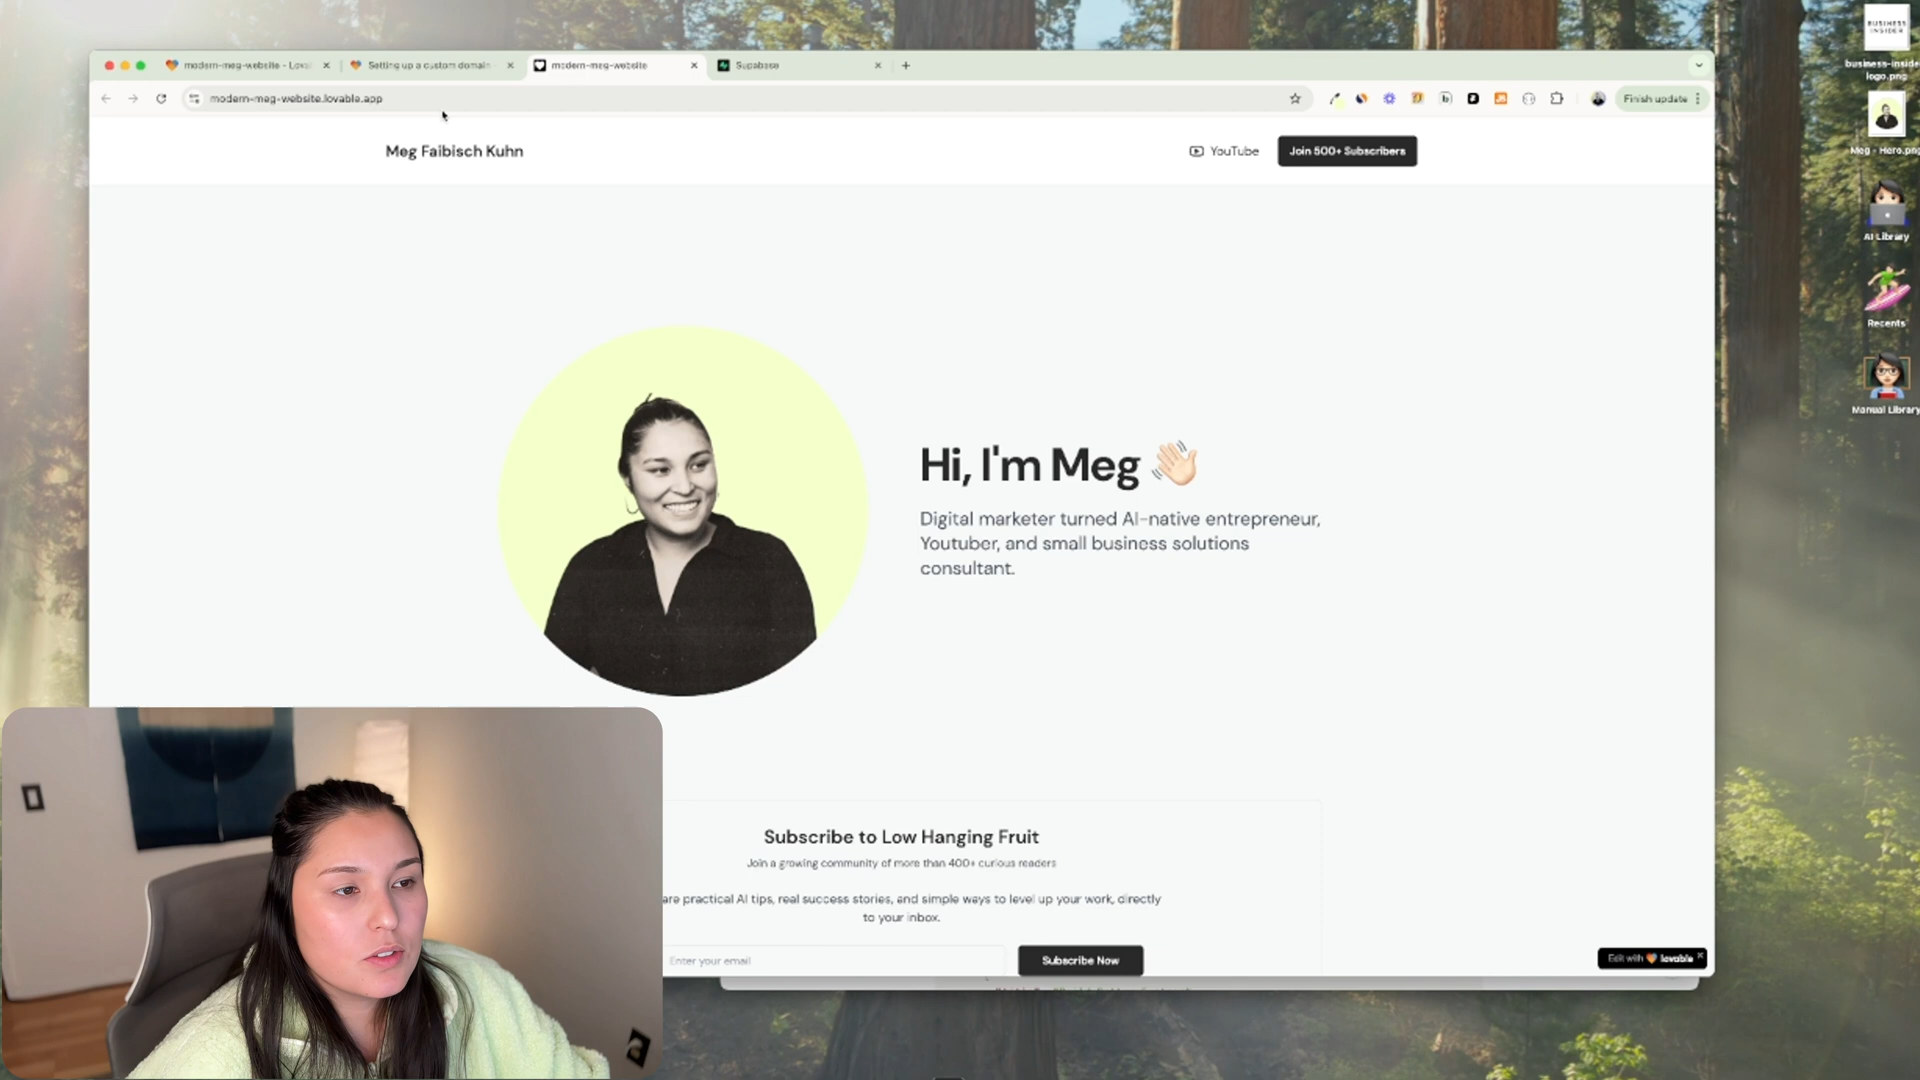 modern-meg-website - Lova
Setting up a custom domain -
modern-meg-website
Supabase
modern-meg-website.lovable.app
Finish update
Meg Faibisch Kuhn
YouTube
Join 500+ Subscribers
Hi, I'm Meg 👋🏻
Digital marketer turned AI-native entrepreneur,
Youtuber, and small business solutions
consultant.
Subscribe to Low Hanging Fruit
Join a growing community of more than 400+ curious readers
are practical AI tips, real success stories, and simple ways to level up your work, directly
to your inbox.
Enter your email
Subscribe Now
Edit with lovable
BUSINESS
INSIDER
business-inside
logo.png
Meg - Hero.png
AI Library
Recents
Manual Library